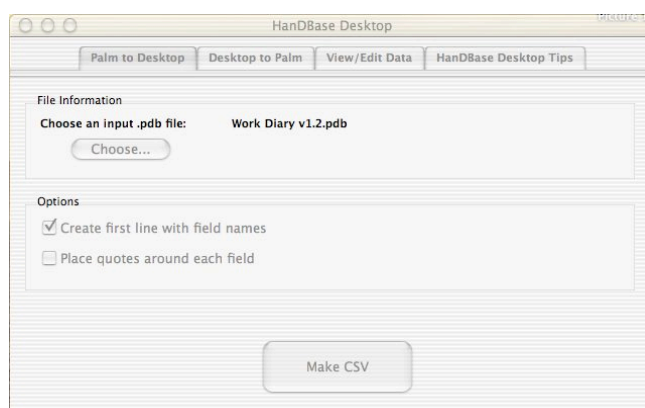 HanDBase Desktop
Palm to Desktop Desktop to Palm View/Edit Data HanDBase Desktop Tips
File Information
Choose an input .pdb file: Work Diary v1.2.pdb
Choose...
Options
Create first line with field names
Place quotes around each field
Make CSV